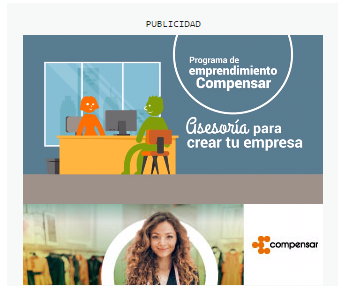 PUBLICIDAD
Programa de
emprendimiento
Compensar
Asesoría para
crear tu empresa
compensar